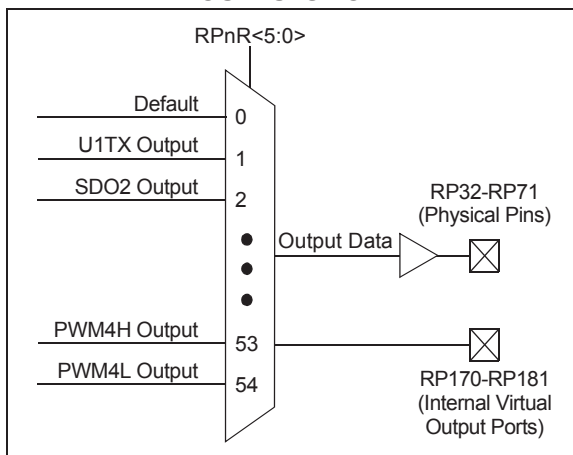 RPnR<5:0>
Default
0
U1TX Output
1
SDO2 Output
2
RP32-RP71
(Physical Pins)
Output Data
PWM4H Output
53
PWM4L Output
54
RP170-RP181
(Internal Virtual
Output Ports)